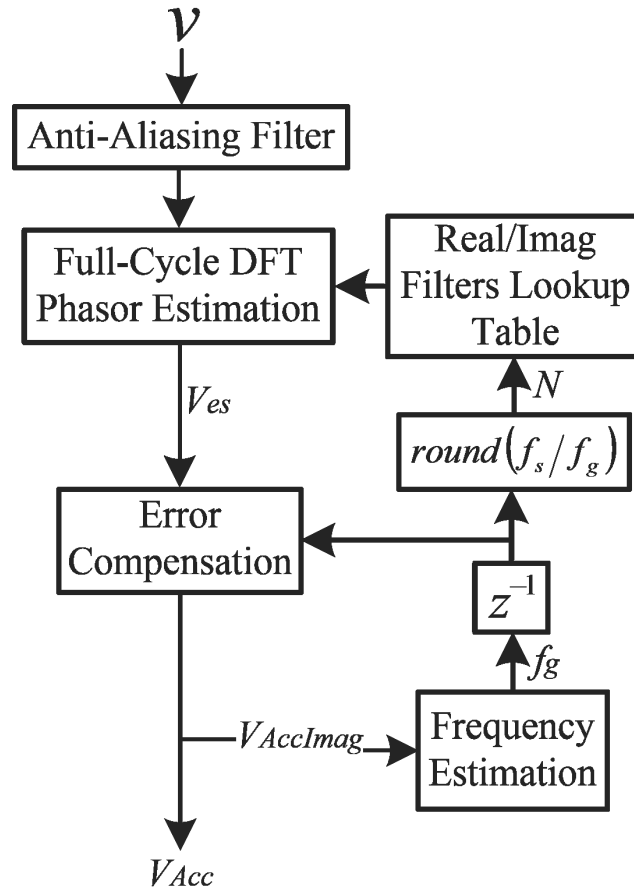 v
Anti-Aliasing Filter
Full-Cycle DFT
Phasor Estimation
Real/Imag
Filters Lookup
Table
N
Ves
round(fs/fg)
Error
Compensation
z⁻¹
fg
VAccImag
Frequency
Estimation
VAcc